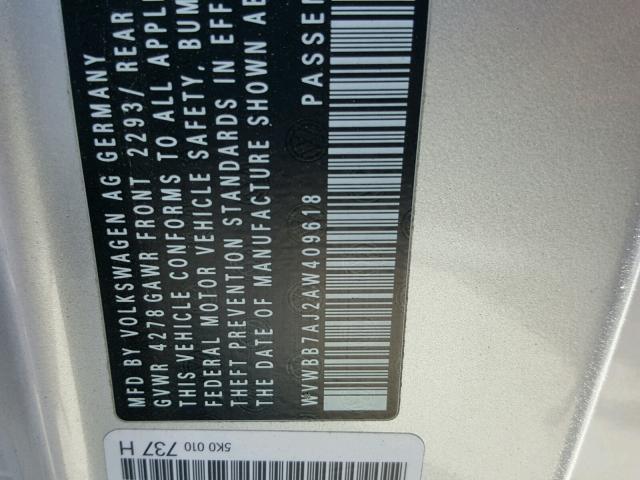 MFD BY VOLKSWAGEN AG GERMANY
GVWR 4278 GAWR FRONT 2293/ REAR
THIS VEHICLE CONFORMS TO ALL APPLI
FEDERAL MOTOR VEHICLE SAFETY, BUM
THEFT PREVENTION STANDARDS IN EFF
THE DATE OF MANUFACTURE SHOWN AB
WVWBB7AJ2AW409618 PASSEN
5K0 010 737 H